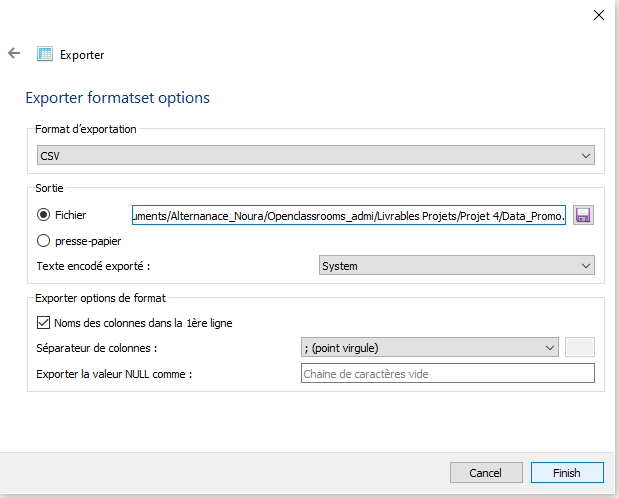 Exporter
Exporter formatset options
Format d'exportation
CSV
Sortie
Fichier
uments/Alternanace_Noura/Openclassrooms_admi/Livrables Projets/Projet 4/Data_Promo.
presse-papier
Texte encodé exporté :
System
Exporter options de format
Noms des colonnes dans la 1ère ligne
Séparateur de colonnes :
; (point virgule)
Exporter la valeur NULL comme :
Chaine de caractères vide
Cancel
Finish